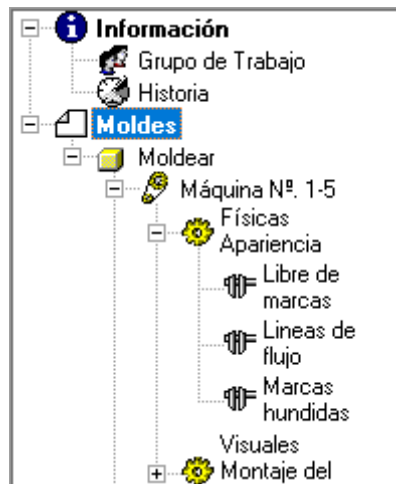 Información
Grupo de Trabajo
Historia
Moldes
Moldear
Máquina Nº. 1-5
Físicas
Apariencia
Libre de
marcas
Lineas de
flujo
Marcas
hundidas
Visuales
Montaje del